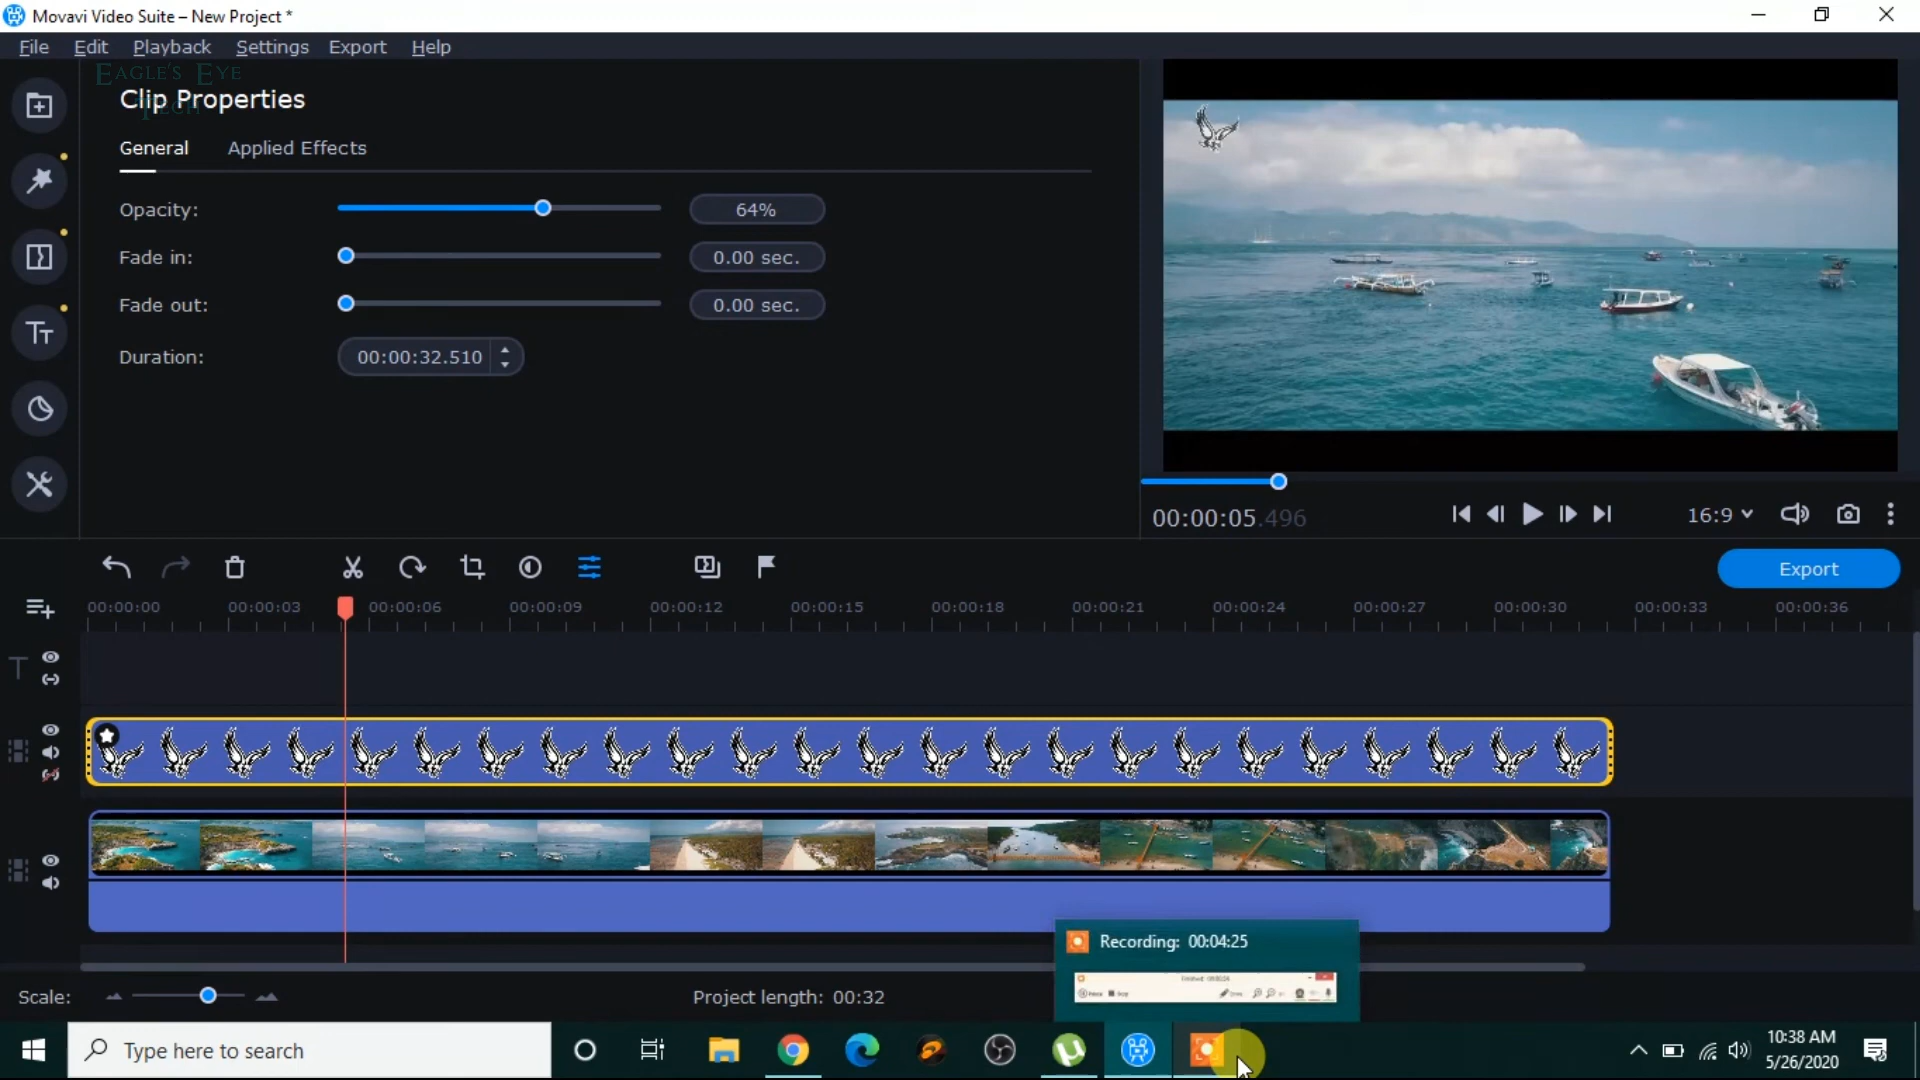 Movavi Video Suite – New Project *
File Edit Playback Settings Export Help
Eagle's Eye
Tech
Clip Properties
General Applied Effects
Opacity: 64%
Fade in: 0.00 sec.
Fade out: 0.00 sec.
Duration: 00:00:32.510
00:00:05.496
16:9
Export
00:00:00 00:00:03 00:00:06 00:00:09 00:00:12 00:00:15 00:00:18 00:00:21 00:00:24 00:00:27 00:00:30 00:00:33 00:00:36
T
Recording: 00:04:25
Scale:
Project length: 00:32
Type here to search
10:38 AM
5/26/2020